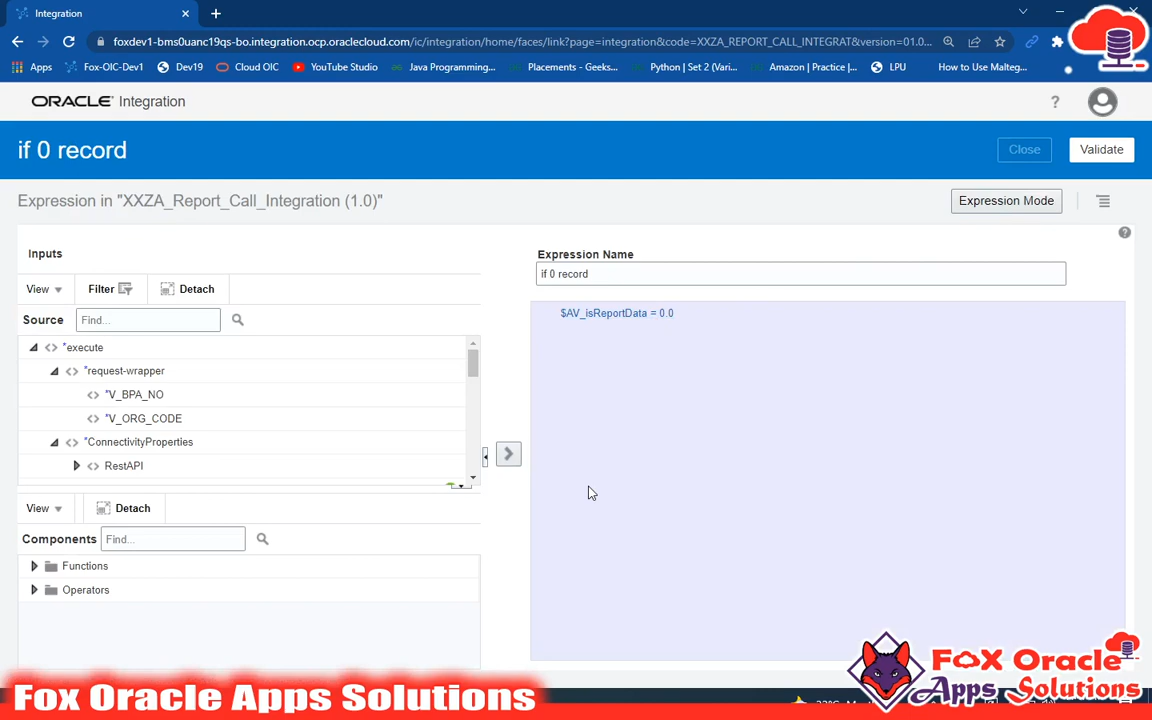 Integration
foxdev1-bms0uanc19qs-bo.integration.ocp.oraclecloud.com/ic/integration/home/faces/link?page=integration&code=XXZA_REPORT_CALL_INTEGRAT&version=01.0...
Apps
Fox-OIC-Dev1
Dev19
Cloud OIC
YouTube Studio
Java Programming...
Placements - Geeks...
Python | Set 2 (Vari...
Amazon | Practice |...
LPU
How to Use Malteg...
ORACLE Integration
?
if 0 record
Close
Validate
Expression in "XXZA_Report_Call_Integration (1.0)"
Expression Mode
Inputs
Expression Name
if 0 record
View
Filter
Detach
Source
Find...
$AV_isReportData = 0.0
*execute
*request-wrapper
*V_BPA_NO
*V_ORG_CODE
*ConnectivityProperties
RestAPI
View
Detach
Components
Find...
Functions
Operators
FOX Oracle
Apps Solutions
Fox Oracle Apps Solutions